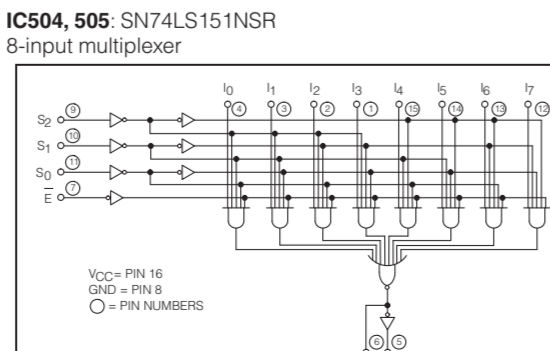 IC504, 505: SN74LS151NSR
8-input multiplexer
I0 I1 I2 I3 I4 I5 I6 I7
4 3 2 1 15 14 13 12
S2 9
S1 10
S0 11
E̅ 7
VCC= PIN 16
GND = PIN 8
◯ = PIN NUMBERS
6 5